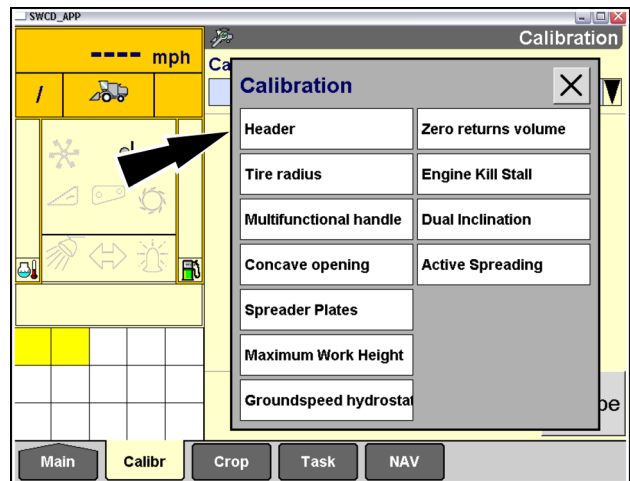 SWCD_APP
Calibration
---- mph
Ca
/
Calibration
Header
Zero returns volume
Tire radius
Engine Kill Stall
Multifunctional handle
Dual Inclination
Concave opening
Active Spreading
Spreader Plates
Maximum Work Height
Groundspeed hydrostat
pe
Main
Calibr
Crop
Task
NAV